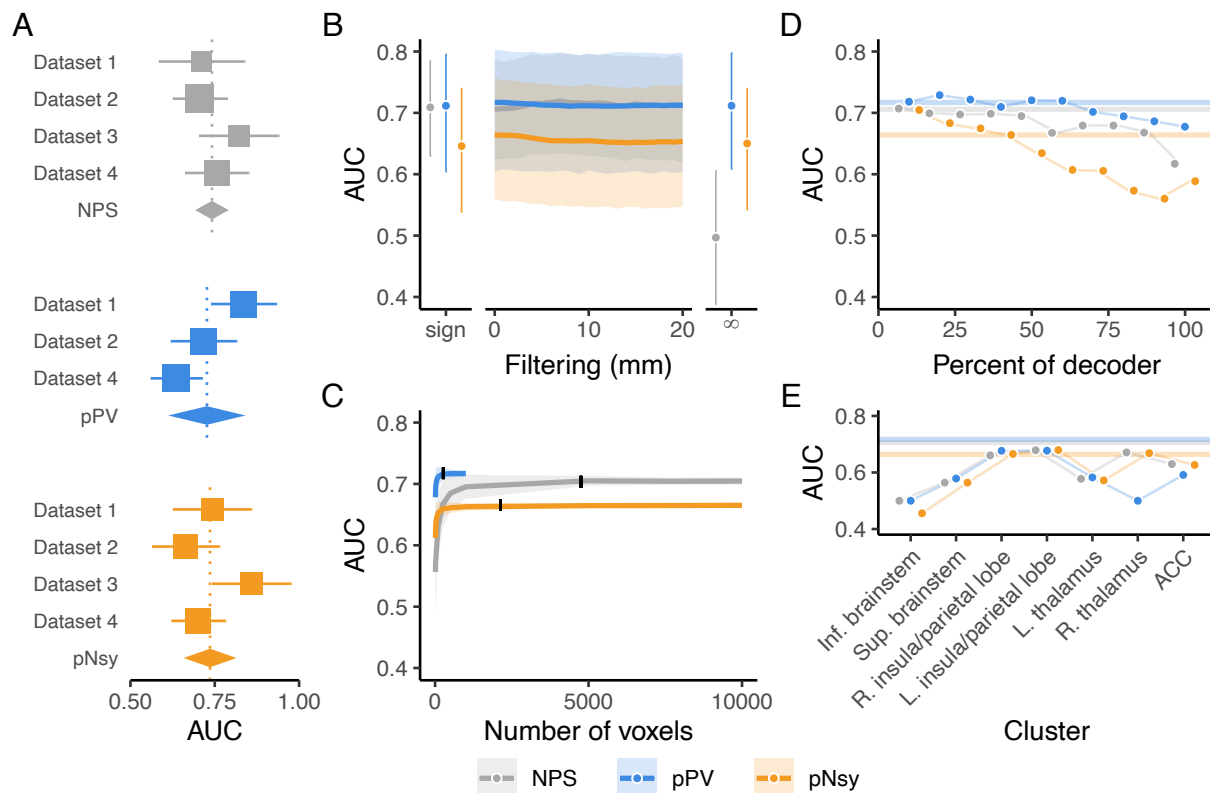 A
Dataset 1
Dataset 2
Dataset 3
Dataset 4
NPS
Dataset 1
Dataset 2
Dataset 4
pPV
Dataset 1
Dataset 2
Dataset 3
Dataset 4
pNsy
0.50 0.75 1.00
AUC
B
0.8
0.7
0.6
0.5
0.4
AUC
sign 0 10 20 ∞
Filtering (mm)
C
0.8
0.7
0.6
0.5
0.4
AUC
0 5000 10000
Number of voxels
D
0.8
0.7
0.6
0.5
0.4
AUC
0 25 50 75 100
Percent of decoder
E
0.8
0.6
0.4
AUC
Inf. brainstem
Sup. brainstem
R. insula/parietal lobe
L. insula/parietal lobe
L. thalamus
R. thalamus
ACC
Cluster
NPS pPV pNsy